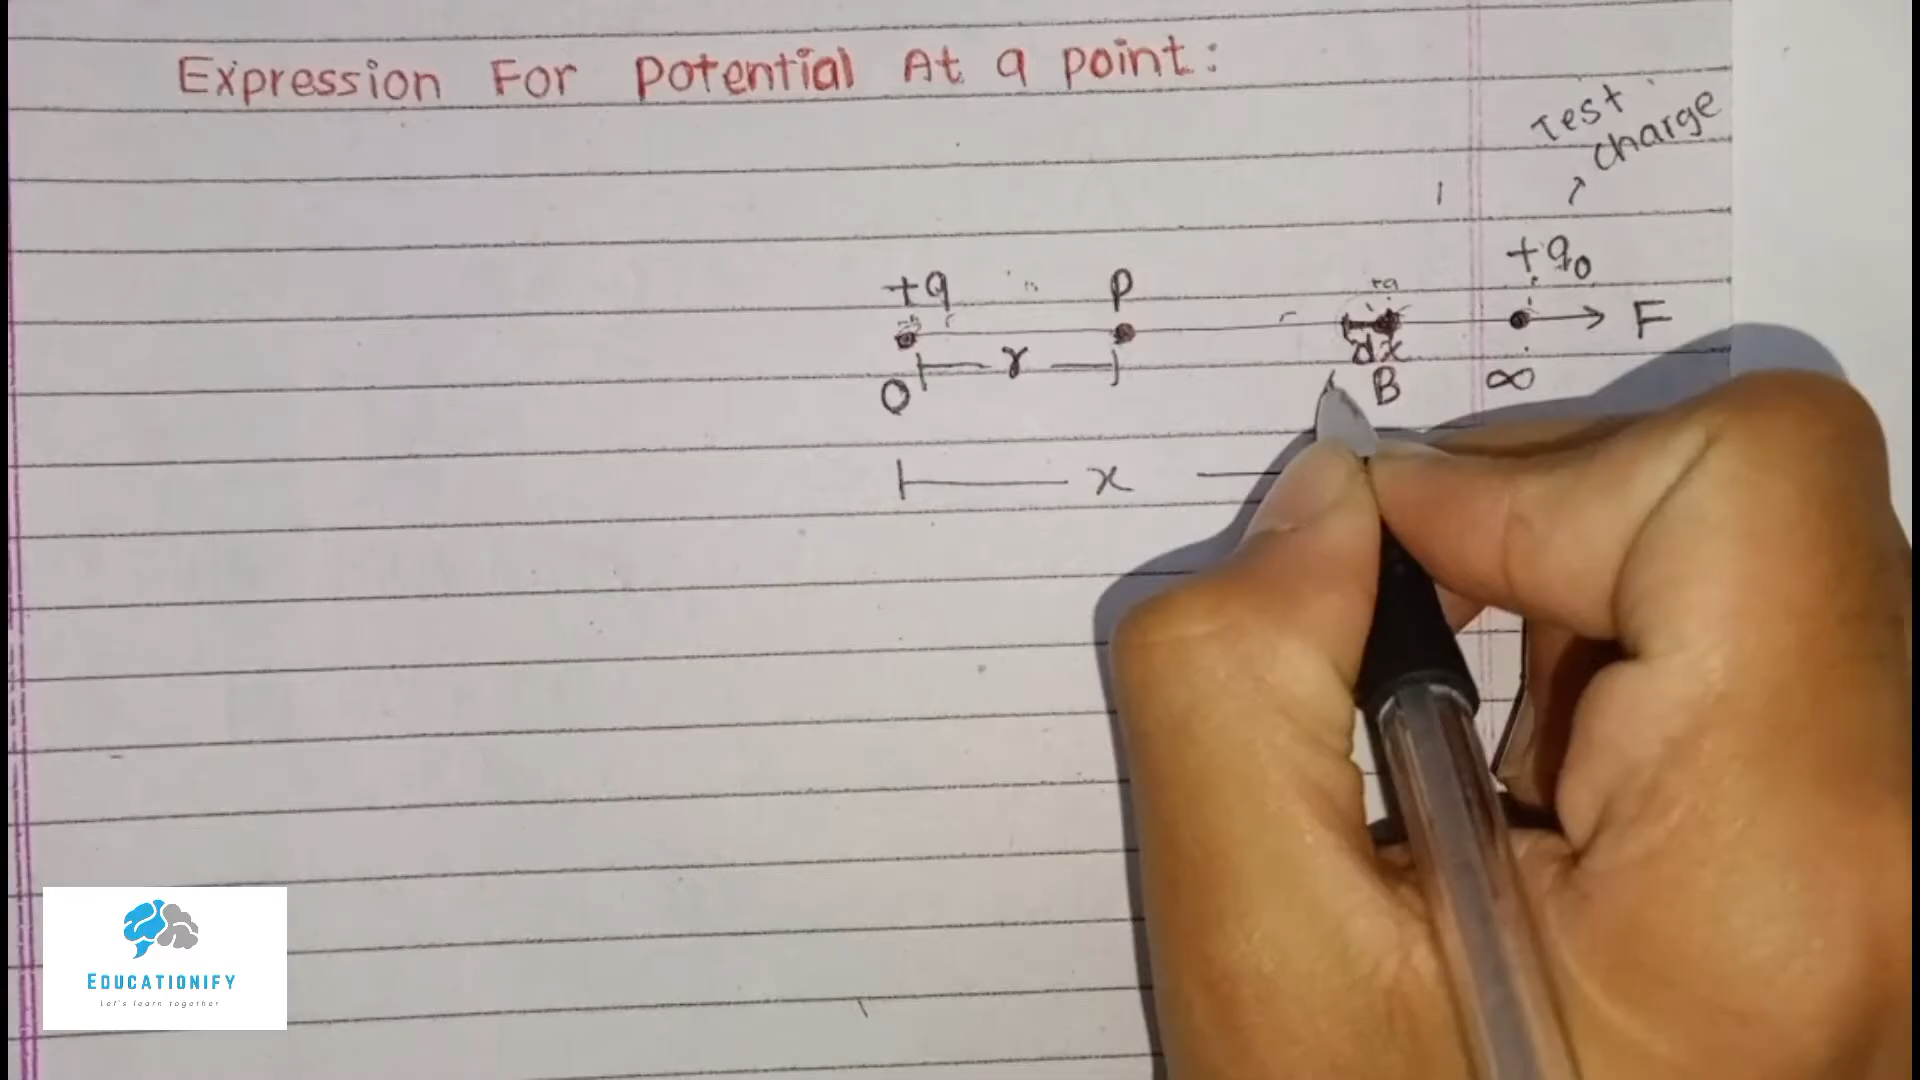 Expression For Potential At a point:
Test
charge
+q P +q0
F
r dx
O B ∞
x
EDUCATIONIFY
Let's learn together